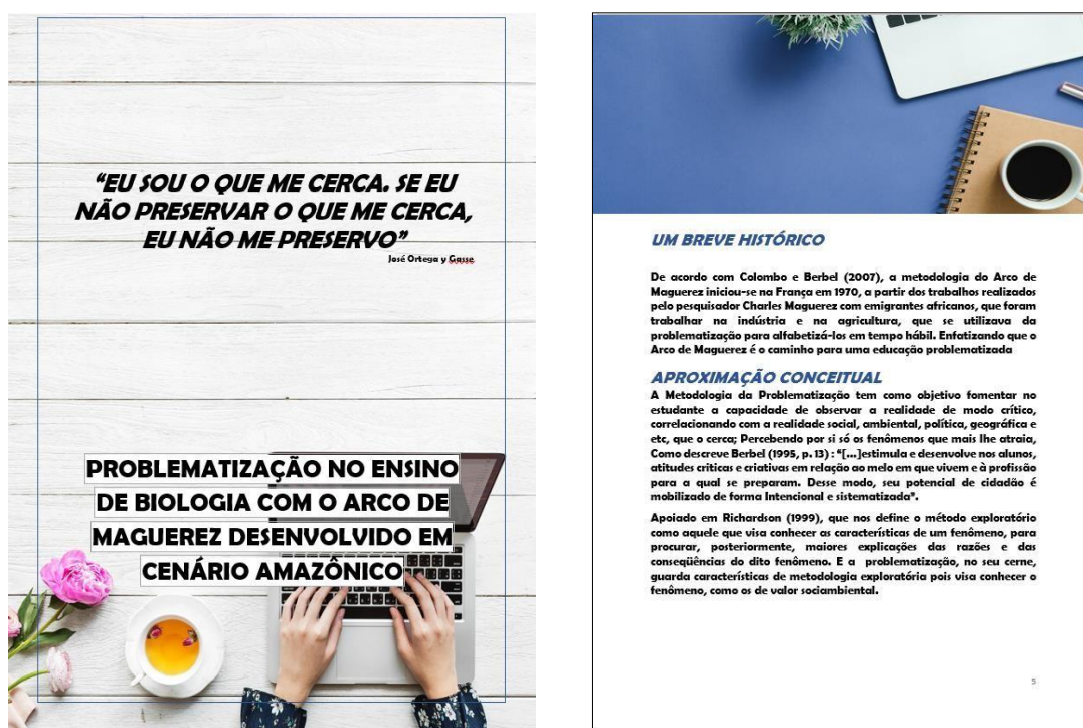 “EU SOU O QUE ME CERCA. SE EU
NÃO PRESERVAR O QUE ME CERCA,
EU NÃO ME PRESERVO”
José Ortega y Gasse
PROBLEMATIZAÇÃO NO ENSINO
DE BIOLOGIA COM O ARCO DE
MAGUEREZ DESENVOLVIDO EM
CENÁRIO AMAZÔNICO
UM BREVE HISTÓRICO
De acordo com Colombo e Berbel (2007), a metodologia do Arco de
Maguerez iniciou-se na França em 1970, a partir dos trabalhos realizados
pelo pesquisador Charles Maguerez com emigrantes africanos, que foram
trabalhar na indústria e na agricultura, que se utilizava da
problematização para alfabetizá-los em tempo hábil. Enfatizando que o
Arco de Maguerez é o caminho para uma educação problematizada
APROXIMAÇÃO CONCEITUAL
A Metodologia da Problematização tem como objetivo fomentar no
estudante a capacidade de observar a realidade de modo crítico,
correlacionando com a realidade social, ambiental, política, geográfica e
etc, que o cerca; Percebendo por si só os fenômenos que mais lhe atraia,
Como descreve Berbel (1995, p. 13) : “[...]estimula e desenvolve nos alunos,
atitudes criticas e criativas em relação ao melo em que vivem e à profissão
para a qual se preparam. Desse modo, seu potencial de cidadão é
mobilizado de forma Intencional e sistematizada”.
Apoiado em Richardson (1999), que nos define o método exploratório
como aquele que visa conhecer as características de um fenômeno, para
procurar, posteriormente, maiores explicações das razões e das
conseqüências do dito fenômeno. E a problematização, no seu cerne,
guarda características de metodologia exploratória pois visa conhecer o
fenômeno, como os de valor sociambiental.
5